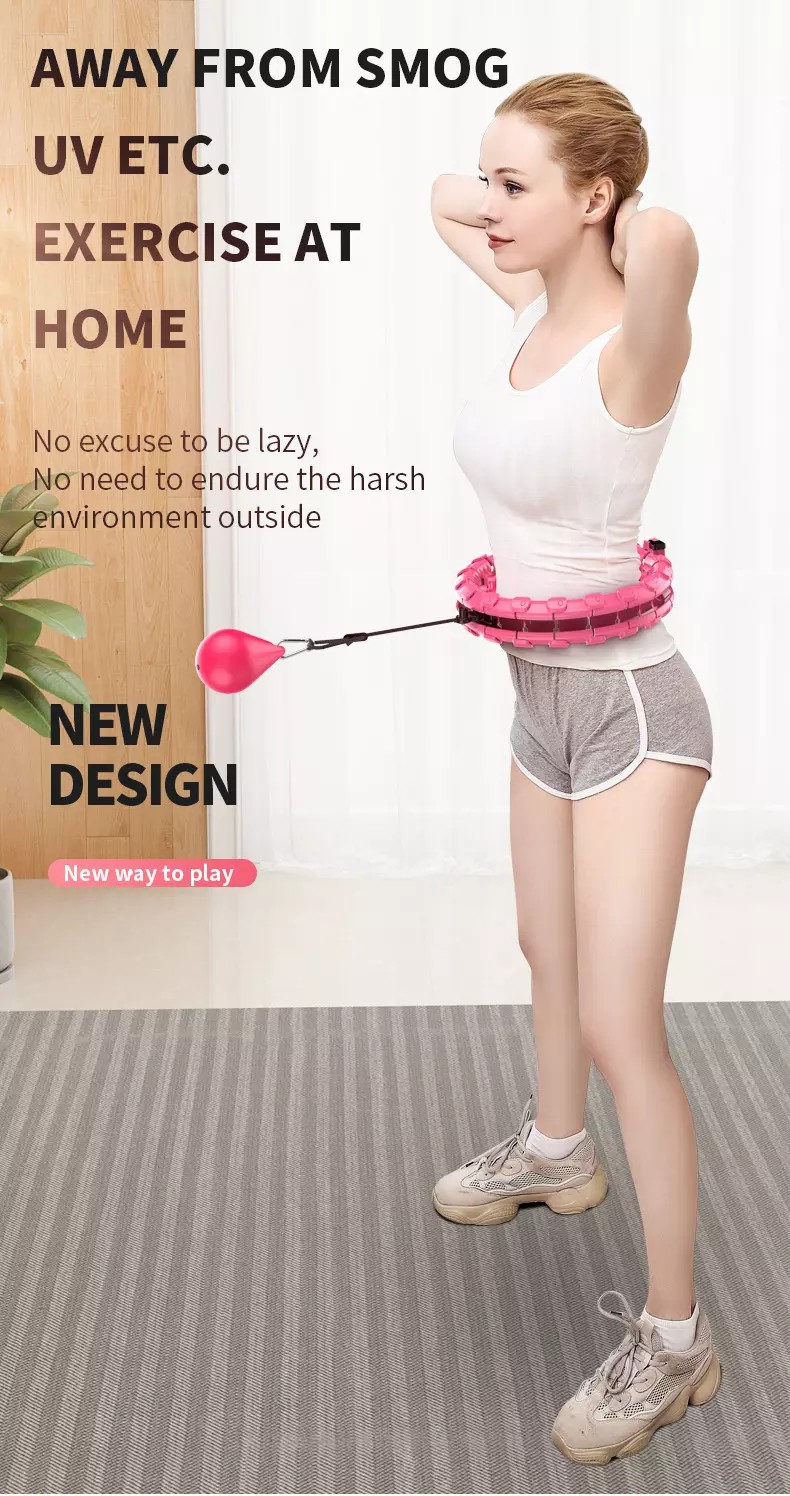 AWAY FROM SMOG
UV ETC.
EXERCISE AT
HOME
No excuse to be lazy,
No need to endure the harsh
environment outside
NEW
DESIGN
New way to play